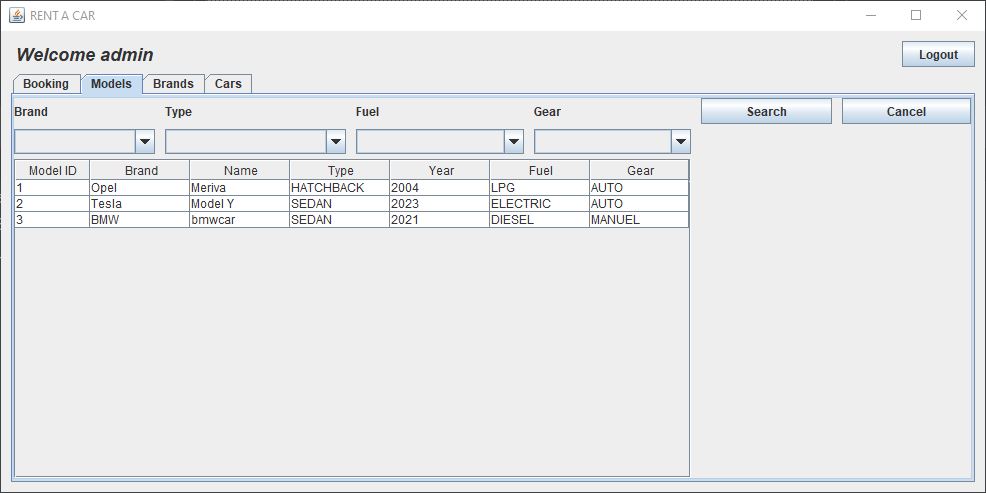 RENT A CAR
Welcome admin
Logout
Booking Models Brands Cars
Brand Type Fuel Gear Search Cancel
Model ID Brand Name Type Year Fuel Gear
1 Opel Meriva HATCHBACK 2004 LPG AUTO
2 Tesla Model Y SEDAN 2023 ELECTRIC AUTO
3 BMW bmwcar SEDAN 2021 DIESEL MANUEL